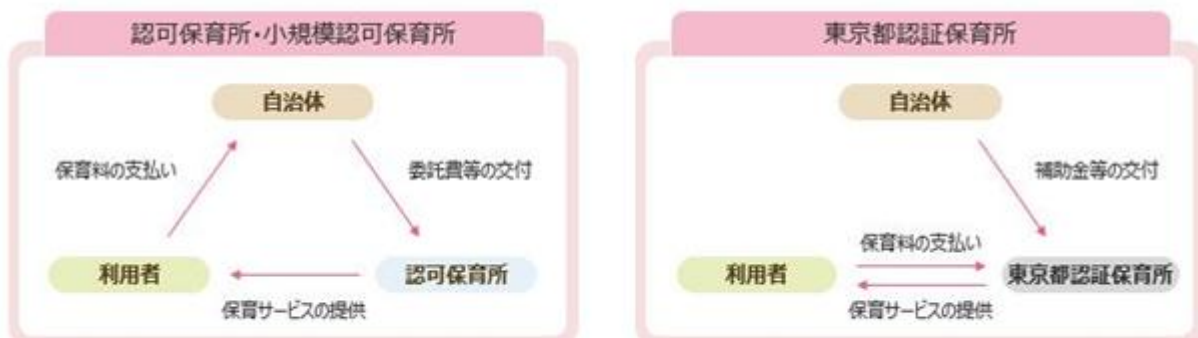 認可保育所・小規模認可保育所
自治体
保育料の支払い
委託費等の交付
利用者
認可保育所
保育サービスの提供
東京都認証保育所
自治体
補助金等の交付
保育料の支払い
利用者
東京都認証保育所
保育サービスの提供